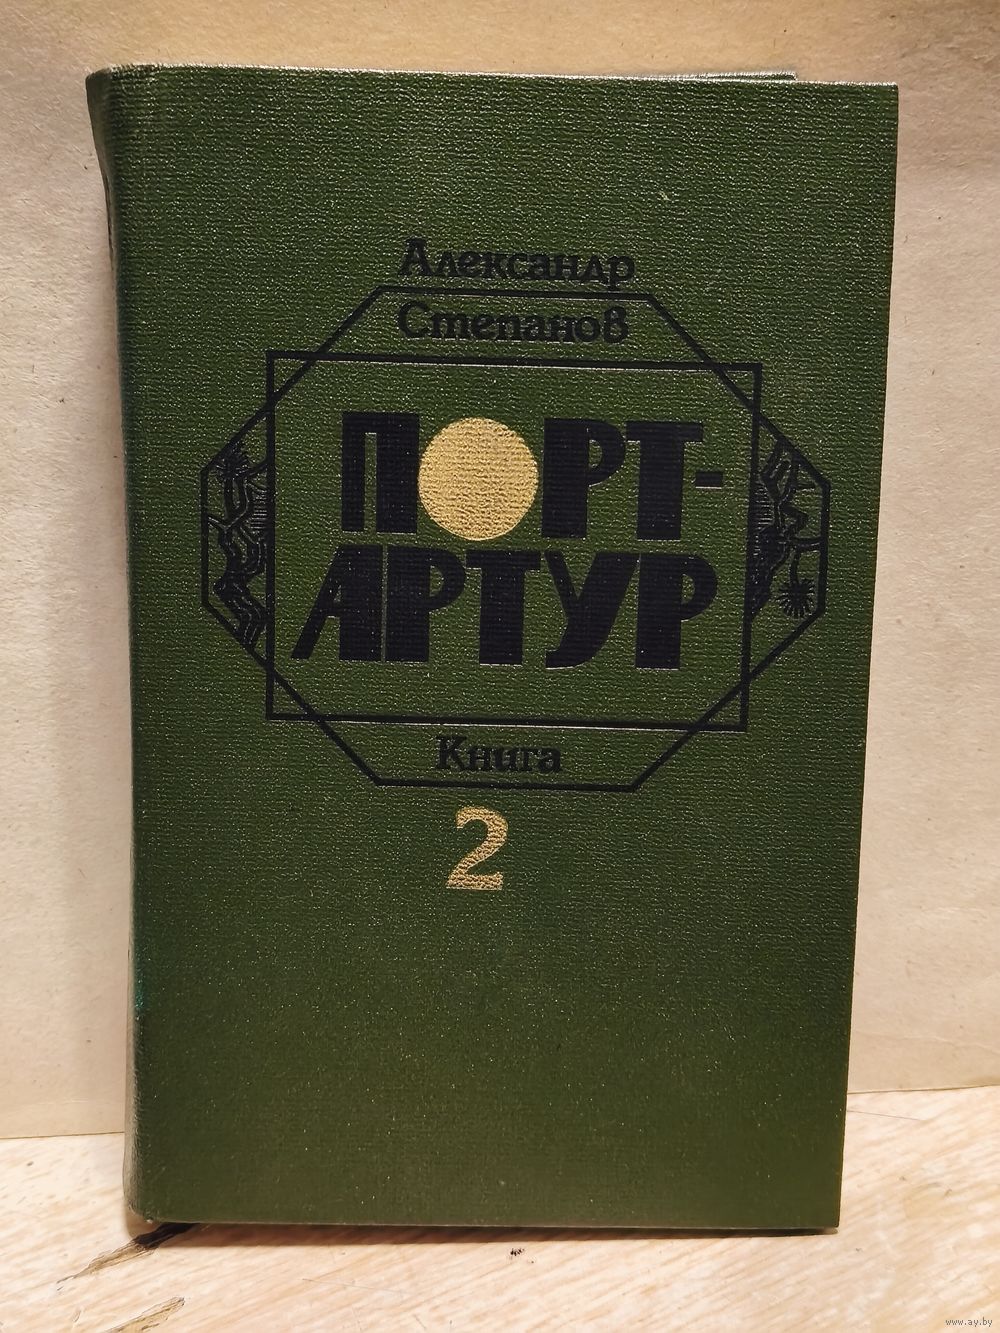 Александр
Степанов
ПОРТ-
АРТУР
Книга
2
www.ay.by